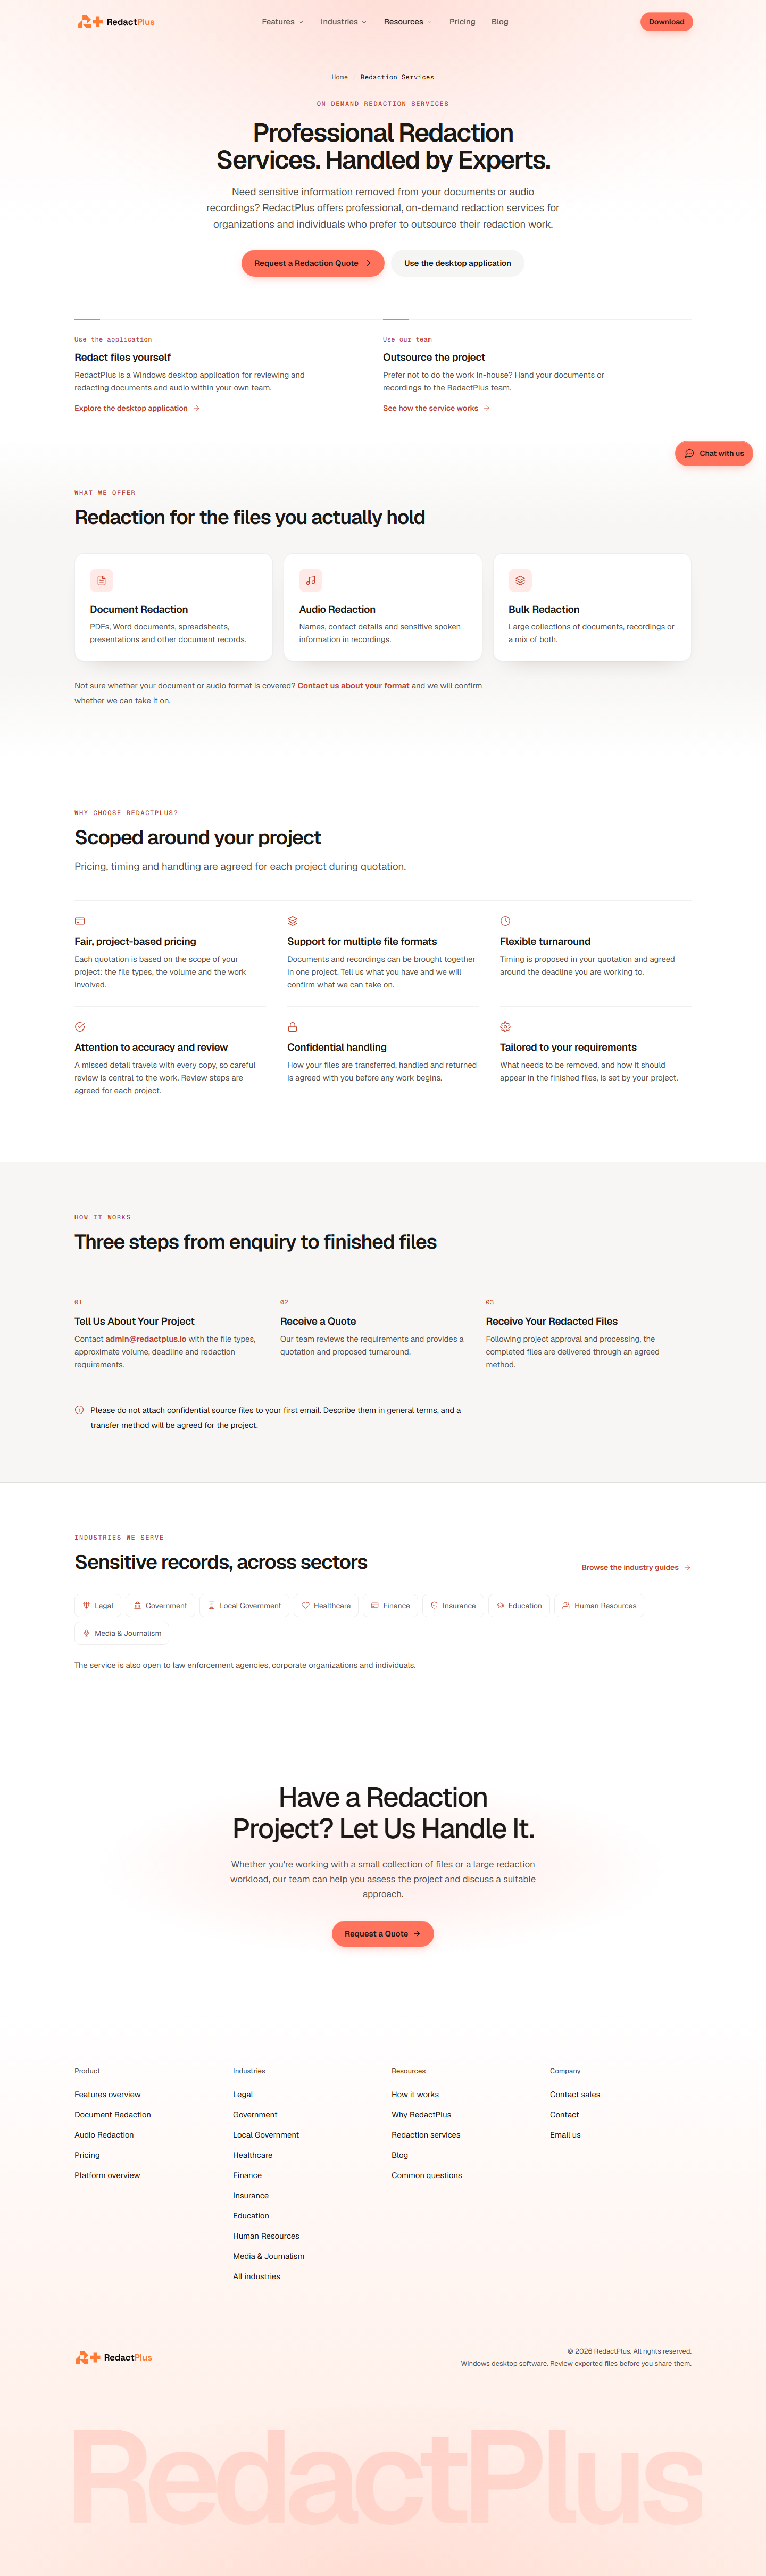 RedactPlus
Features
Industries
Resources
Pricing
Blog
Download
Home
Redaction Services
ON-DEMAND REDACTION SERVICES
Professional Redaction
Services. Handled by Experts.
Need sensitive information removed from your documents or audio
recordings? RedactPlus offers professional, on-demand redaction services for
organizations and individuals who prefer to outsource their redaction work.
Request a Redaction Quote
Use the desktop application
Use the application
Redact files yourself
RedactPlus is a Windows desktop application for reviewing and
redacting documents and audio within your own team.
Explore the desktop application
Use our team
Outsource the project
Prefer not to do the work in-house? Hand your documents or
recordings to the RedactPlus team.
See how the service works
Chat with us
WHAT WE OFFER
Redaction for the files you actually hold
Document Redaction
PDFs, Word documents, spreadsheets,
presentations and other document records.
Audio Redaction
Names, contact details and sensitive spoken
information in recordings.
Bulk Redaction
Large collections of documents, recordings or
a mix of both.
Not sure whether your document or audio format is covered? Contact us about your format and we will confirm
whether we can take it on.
WHY CHOOSE REDACTPLUS?
Scoped around your project
Pricing, timing and handling are agreed for each project during quotation.
Fair, project-based pricing
Each quotation is based on the scope of your
project: the file types, the volume and the work
involved.
Support for multiple file formats
Documents and recordings can be brought together
in one project. Tell us what you have and we will
confirm what we can take on.
Flexible turnaround
Timing is proposed in your quotation and agreed
around the deadline you are working to.
Attention to accuracy and review
A missed detail travels with every copy, so careful
review is central to the work. Review steps are
agreed for each project.
Confidential handling
How your files are transferred, handled and returned
is agreed with you before any work begins.
Tailored to your requirements
What needs to be removed, and how it should
appear in the finished files, is set by your project.
HOW IT WORKS
Three steps from enquiry to finished files
01
Tell Us About Your Project
Contact admin@redactplus.io with the file types,
approximate volume, deadline and redaction
requirements.
02
Receive a Quote
Our team reviews the requirements and provides a
quotation and proposed turnaround.
03
Receive Your Redacted Files
Following project approval and processing, the
completed files are delivered through an agreed
method.
Please do not attach confidential source files to your first email. Describe them in general terms, and a
transfer method will be agreed for the project.
INDUSTRIES WE SERVE
Sensitive records, across sectors
Browse the industry guides
Legal
Government
Local Government
Healthcare
Finance
Insurance
Education
Human Resources
Media & Journalism
The service is also open to law enforcement agencies, corporate organizations and individuals.
Have a Redaction
Project? Let Us Handle It.
Whether you're working with a small collection of files or a large redaction
workload, our team can help you assess the project and discuss a suitable
approach.
Request a Quote
Product
Features overview
Document Redaction
Audio Redaction
Pricing
Platform overview
Industries
Legal
Government
Local Government
Healthcare
Finance
Insurance
Education
Human Resources
Media & Journalism
All industries
Resources
How it works
Why RedactPlus
Redaction services
Blog
Common questions
Company
Contact sales
Contact
Email us
RedactPlus
© 2026 RedactPlus. All rights reserved.
Windows desktop software. Review exported files before you share them.
RedactPlus